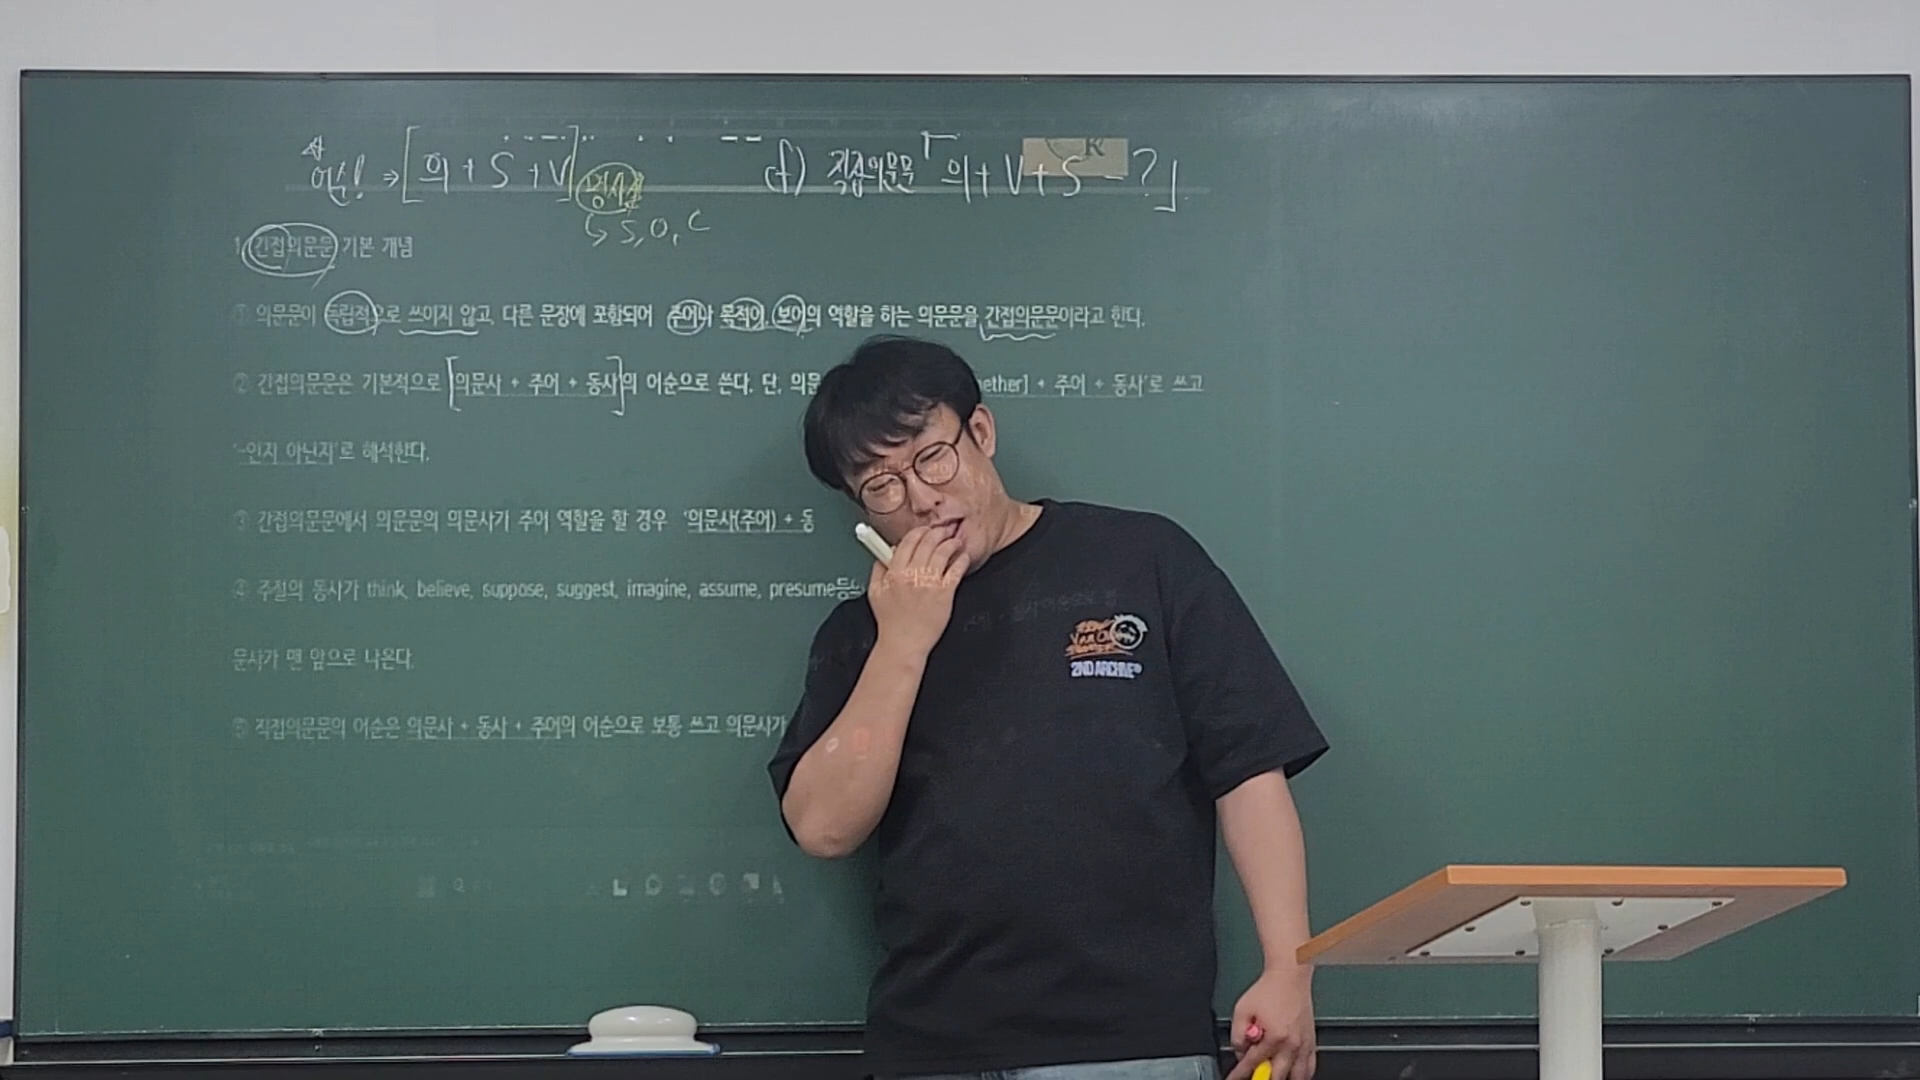 어순! ⇒ [의 + S + V] 명사절 cf) 직접의문문 「의 + V + S ~ ?」
↳ S, O, C
1. 간접의문문 기본 개념
① 의문문이 독립적으로 쓰이지 않고, 다른 문장에 포함되어 주어나 목적어, 보어의 역할을 하는 의문문을 간접의문문이라고 한다.
② 간접의문문은 기본적으로 [의문사 + 주어 + 동사]의 어순으로 쓴다. 단, 의문 ether] + 주어 + 동사'로 쓰고
'~인지 아닌지'로 해석한다.
③ 간접의문문에서 의문문의 의문사가 주어 역할을 할 경우 '의문사(주어) + 동
④ 주절의 동사가 think, believe, suppose, suggest, imagine, assume, presume등의
문사가 맨 앞으로 나온다.
⑤ 직접의문문의 어순은 의문사 + 동사 + 주어의 어순으로 보통 쓰고 의문사가
2ND ARCHIVE